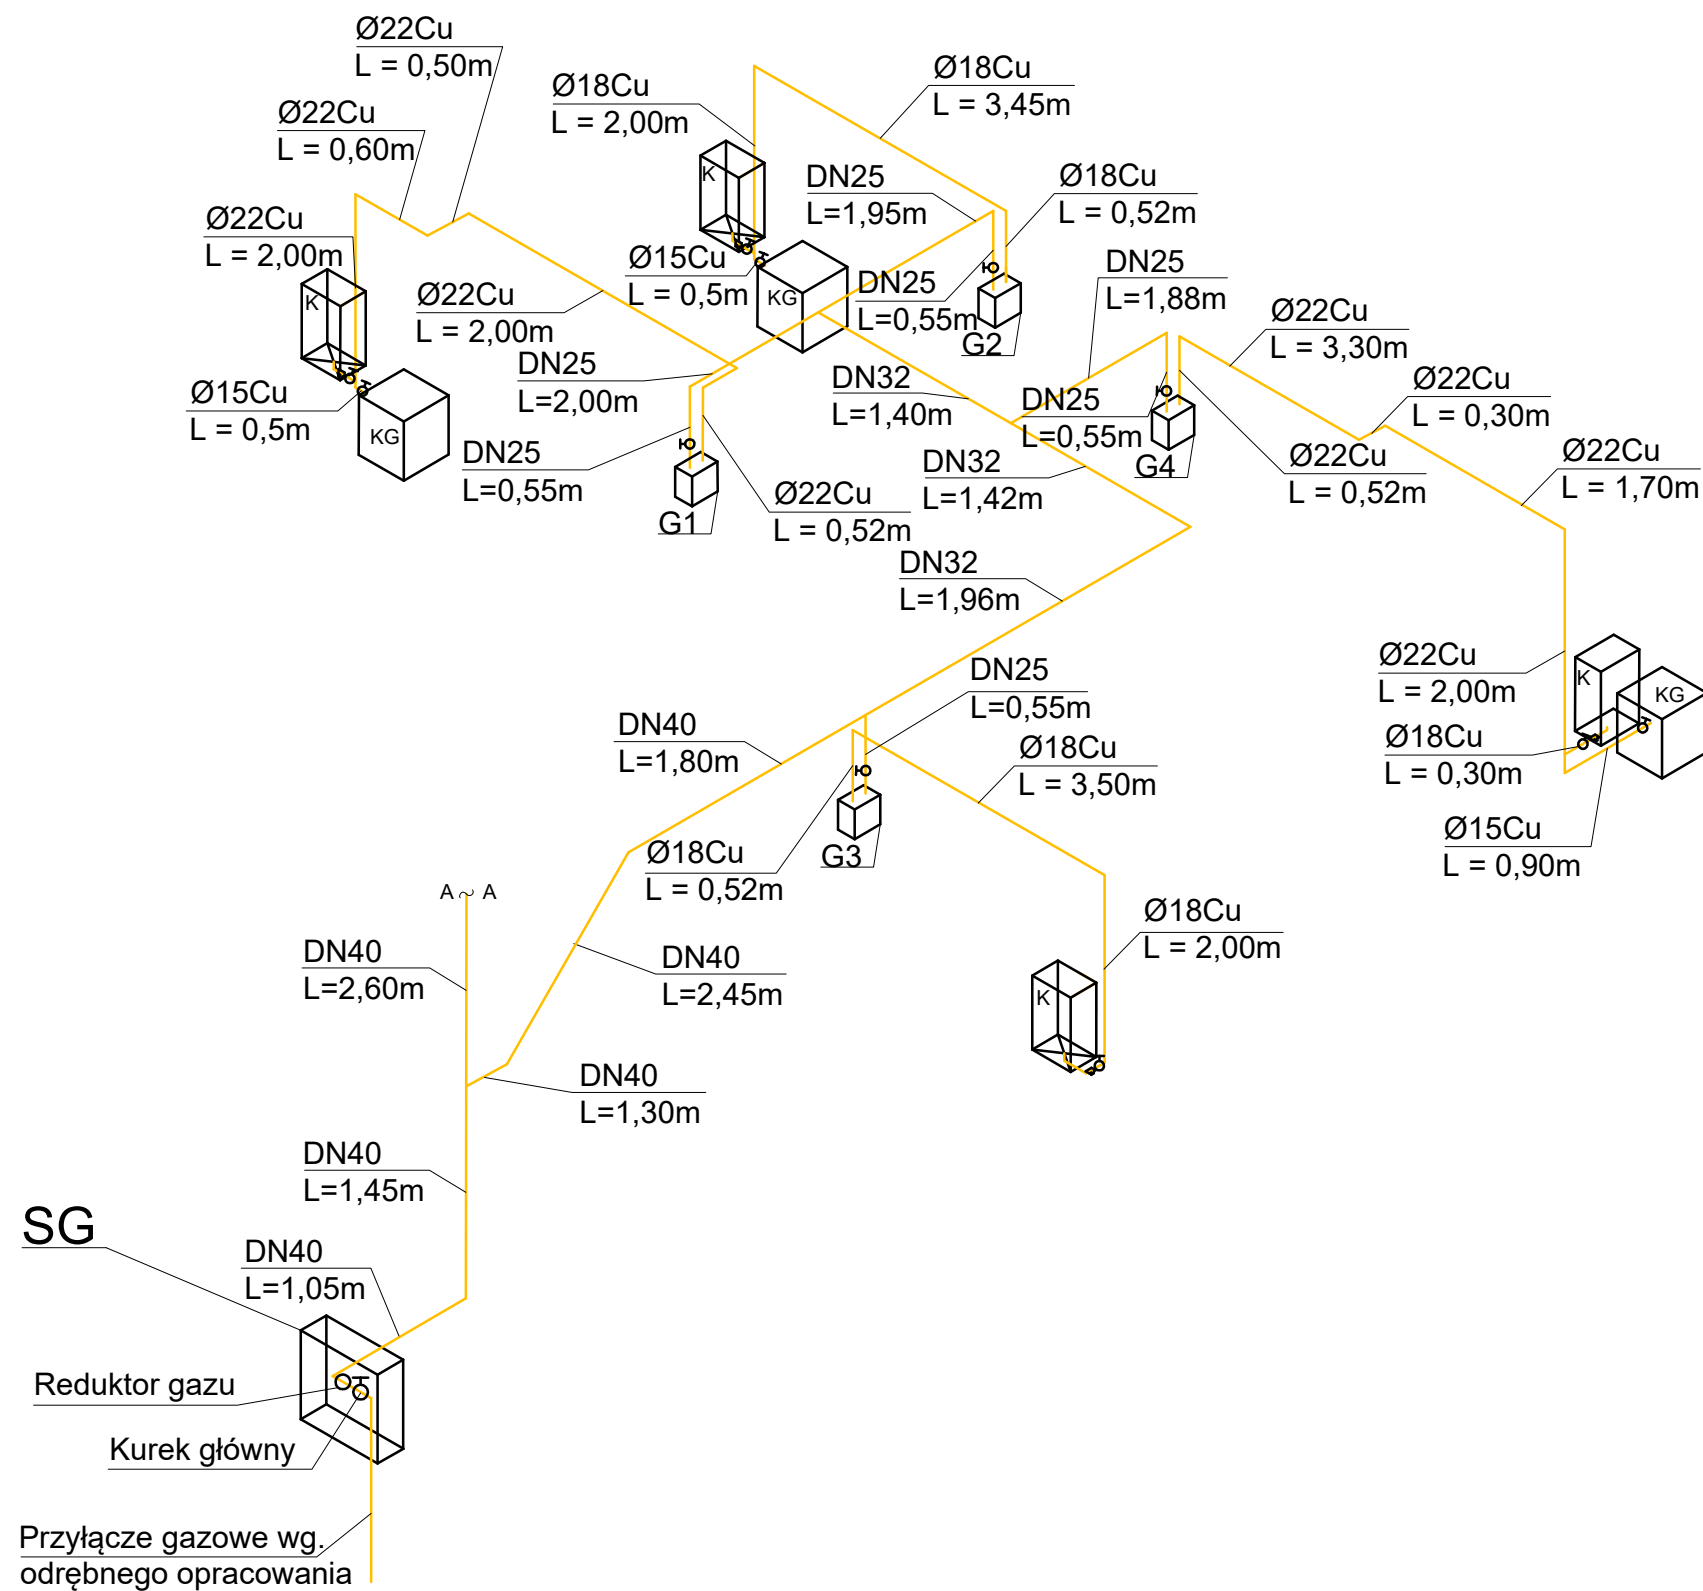 Ø22Cu
L = 0,50m
Ø18Cu
L = 3,45m
Ø18Cu
L = 2,00m
Ø22Cu
L = 0,60m
K
DN25
L=1,95m
Ø18Cu
L = 0,52m
Ø22Cu
L = 2,00m
Ø15Cu
L = 0,5m
KG
DN25
L=0,55m
G2
DN25
L=1,88m
K
Ø22Cu
L = 2,00m
Ø22Cu
L = 3,30m
DN25
L=2,00m
DN32
L=1,40m
Ø22Cu
L = 0,30m
Ø15Cu
L = 0,5m
KG
DN25
L=0,55m
G4
DN25
L=0,55m
G1
Ø22Cu
L = 0,52m
DN32
L=1,42m
Ø22Cu
L = 0,52m
Ø22Cu
L = 1,70m
DN32
L=1,96m
Ø22Cu
L = 2,00m
K
KG
DN25
L=0,55m
DN40
L=1,80m
Ø18Cu
L = 3,50m
Ø18Cu
L = 0,30m
Ø18Cu
L = 0,52m
G3
Ø15Cu
L = 0,90m
A ~ A
Ø18Cu
L = 2,00m
DN40
L=2,60m
DN40
L=2,45m
K
DN40
L=1,30m
DN40
L=1,45m
SG
DN40
L=1,05m
Reduktor gazu
Kurek główny
Przyłącze gazowe wg.
odrębnego opracowania